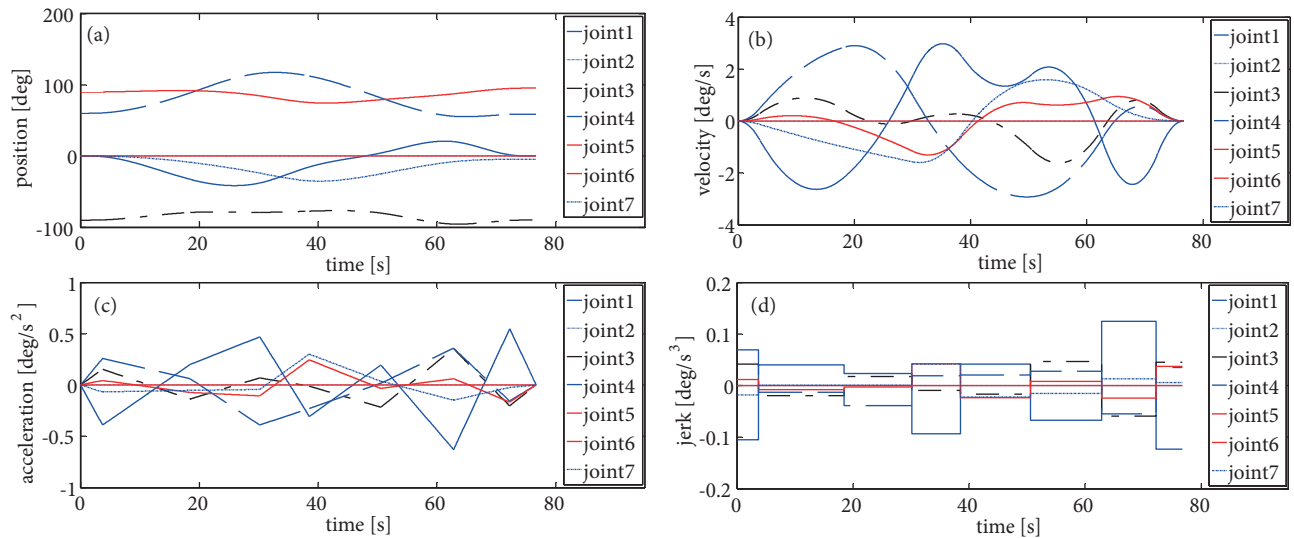 (a)
position [deg]
200
100
0
-100
0 20 40 60 80
time [s]
joint1
joint2
joint3
joint4
joint5
joint6
joint7
(b)
velocity [deg/s]
4
2
0
-2
-4
0 20 40 60 80
time [s]
joint1
joint2
joint3
joint4
joint5
joint6
joint7
(c)
acceleration [deg/s²]
1
0.5
0
-0.5
-1
0 20 40 60 80
time [s]
joint1
joint2
joint3
joint4
joint5
joint6
joint7
(d)
jerk [deg/s³]
0.2
0.1
0
-0.1
-0.2
0 20 40 60 80
time [s]
joint1
joint2
joint3
joint4
joint5
joint6
joint7